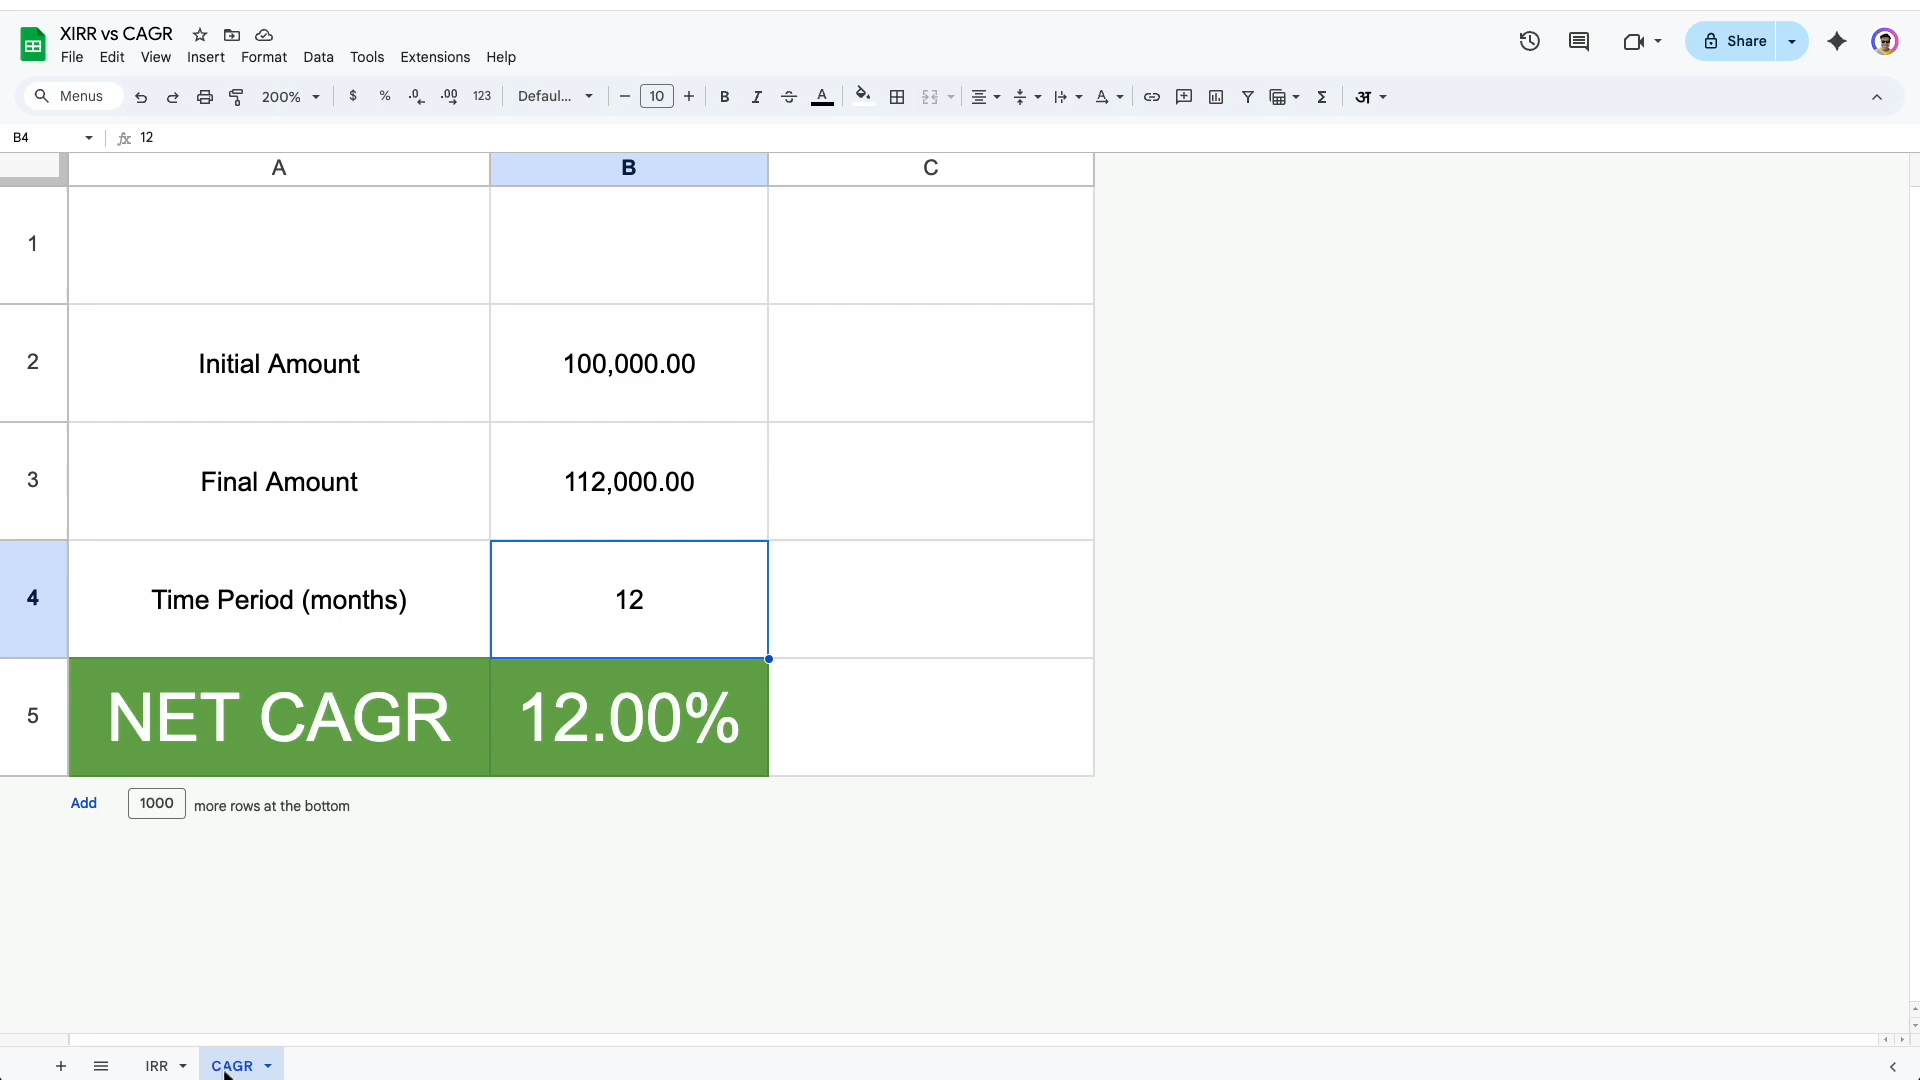 XIRR vs CAGR
File Edit View Insert Format Data Tools Extensions Help
Share
Menus 200% $ % .0 .00 123 Defaul... − 10 + B I S A Σ अ
B4 fx 12
A B C
1
2 Initial Amount 100,000.00
3 Final Amount 112,000.00
4 Time Period (months) 12
5 NET CAGR 12.00%
Add 1000 more rows at the bottom
+ IRR CAGR